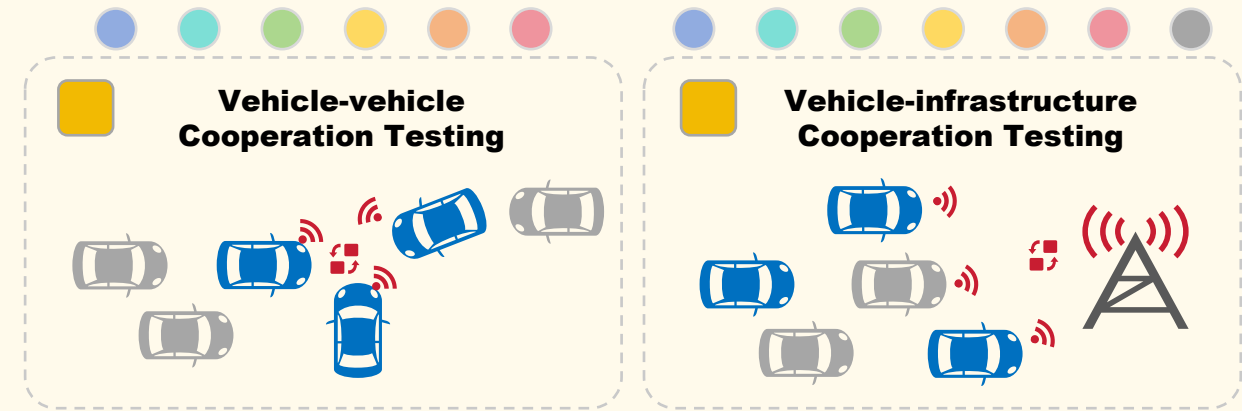 Vehicle-vehicle
Cooperation Testing
Vehicle-infrastructure
Cooperation Testing